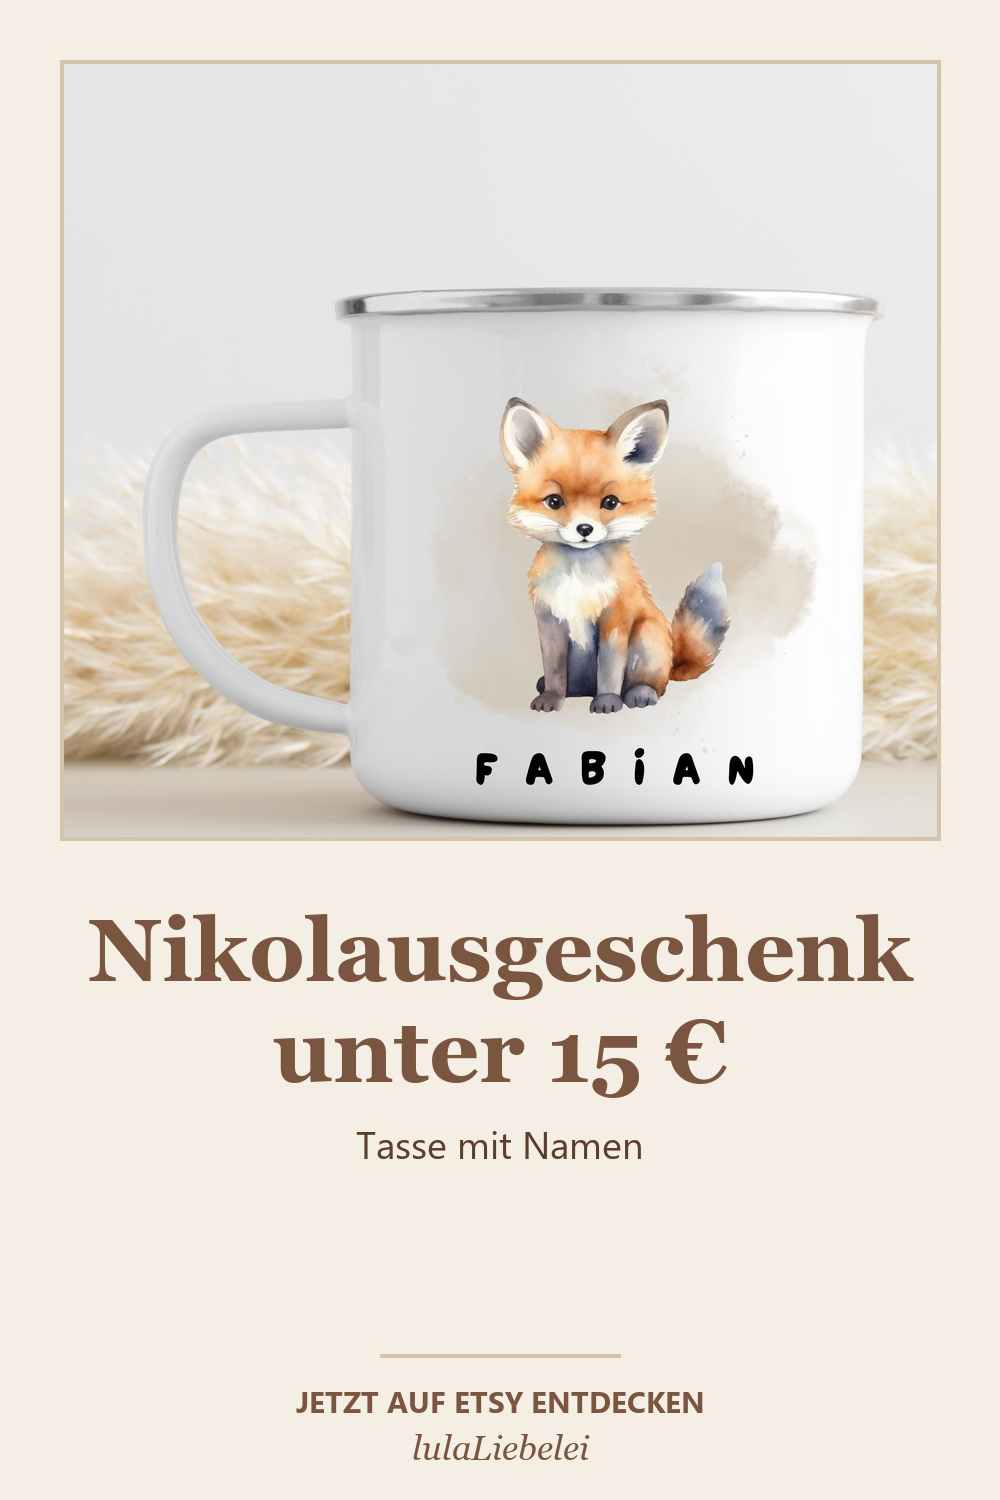 FABiAN
Nikolausgeschenk
unter 15 €
Tasse mit Namen
JETZT AUF ETSY ENTDECKEN
lulaLiebelei